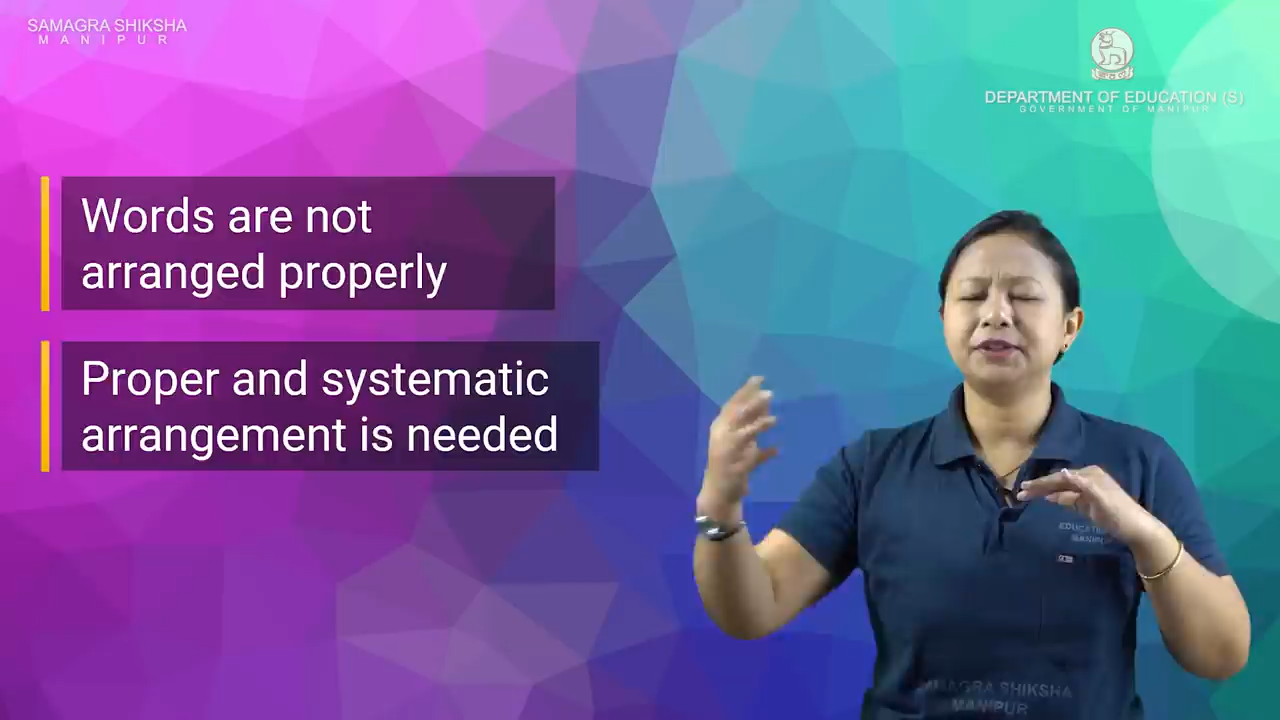 SAMAGRA SHIKSHA
MANIPUR
DEPARTMENT OF EDUCATION (S)
GOVERNMENT OF MANIPUR
Words are not
arranged properly
Proper and systematic
arrangement is needed
MANIPUR
SHIKSHA
MANIPUR